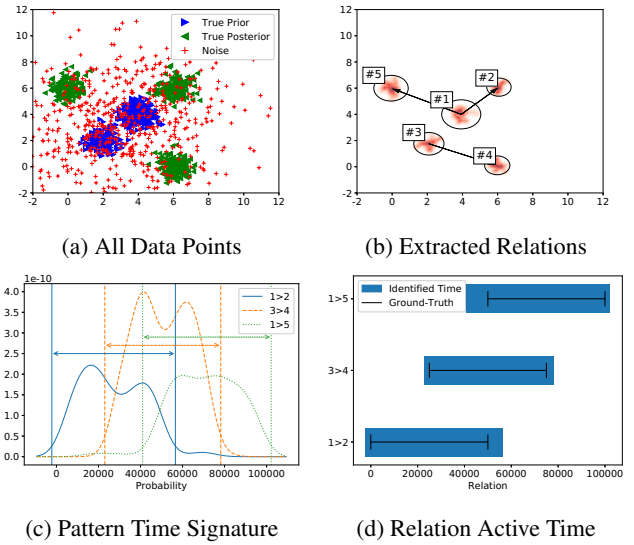 12
10
8
6
4
2
0
-2
-2 0 2 4 6 8 10 12
True Prior
True Posterior
Noise
(a) All Data Points
12
10
8
6
4
2
0
-2
-2 0 2 4 6 8 10 12
#5
#2
#1
#3
#4
(b) Extracted Relations
1e-10
4.0
3.5
3.0
2.5
2.0
1.5
1.0
0.5
0.0
0 20000 40000 60000 80000 100000
Probability
1>2
3>4
1>5
(c) Pattern Time Signature
Identified Time
Ground-Truth
1>5
3>4
1>2
0 20000 40000 60000 80000 100000
Relation
(d) Relation Active Time